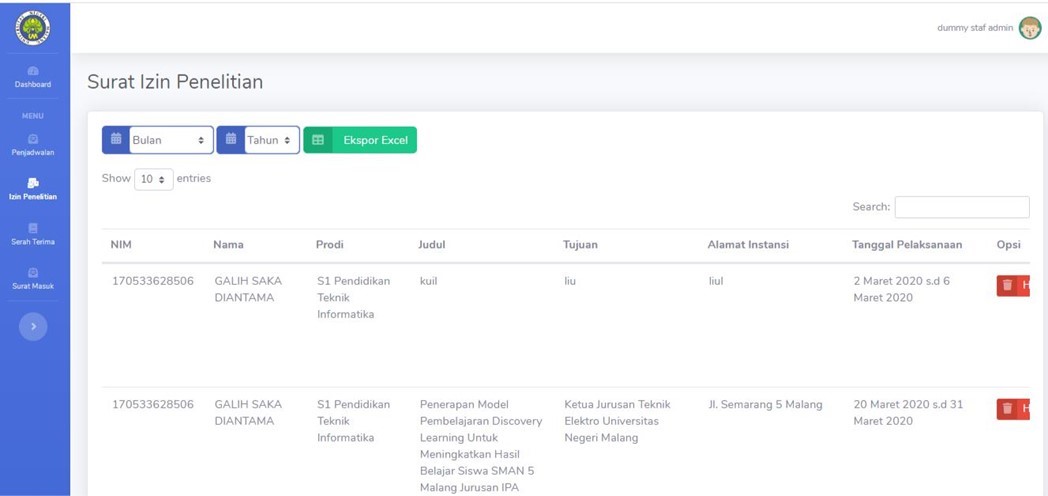 dummy staf admin
Dashboard
MENU
Penjadwalan
Izin Penelitian
Serah Terima
Surat Masuk
Surat Izin Penelitian
Bulan Tahun Ekspor Excel
Show 10 entries
Search:
NIM Nama Prodi Judul Tujuan Alamat Instansi Tanggal Pelaksanaan Opsi
170533628506 GALIH SAKA S1 Pendidikan kuil liu liul 2 Maret 2020 s.d 6 H
DIANTAMA Teknik Maret 2020
Informatika
170533628506 GALIH SAKA S1 Pendidikan Penerapan Model Ketua Jurusan Teknik Jl. Semarang 5 Malang 20 Maret 2020 s.d 31 H
DIANTAMA Teknik Pembelajaran Discovery Elektro Universitas Maret 2020
Informatika Learning Untuk Negeri Malang
Meningkatkan Hasil
Belajar Siswa SMAN 5
Malang Jurusan IPA